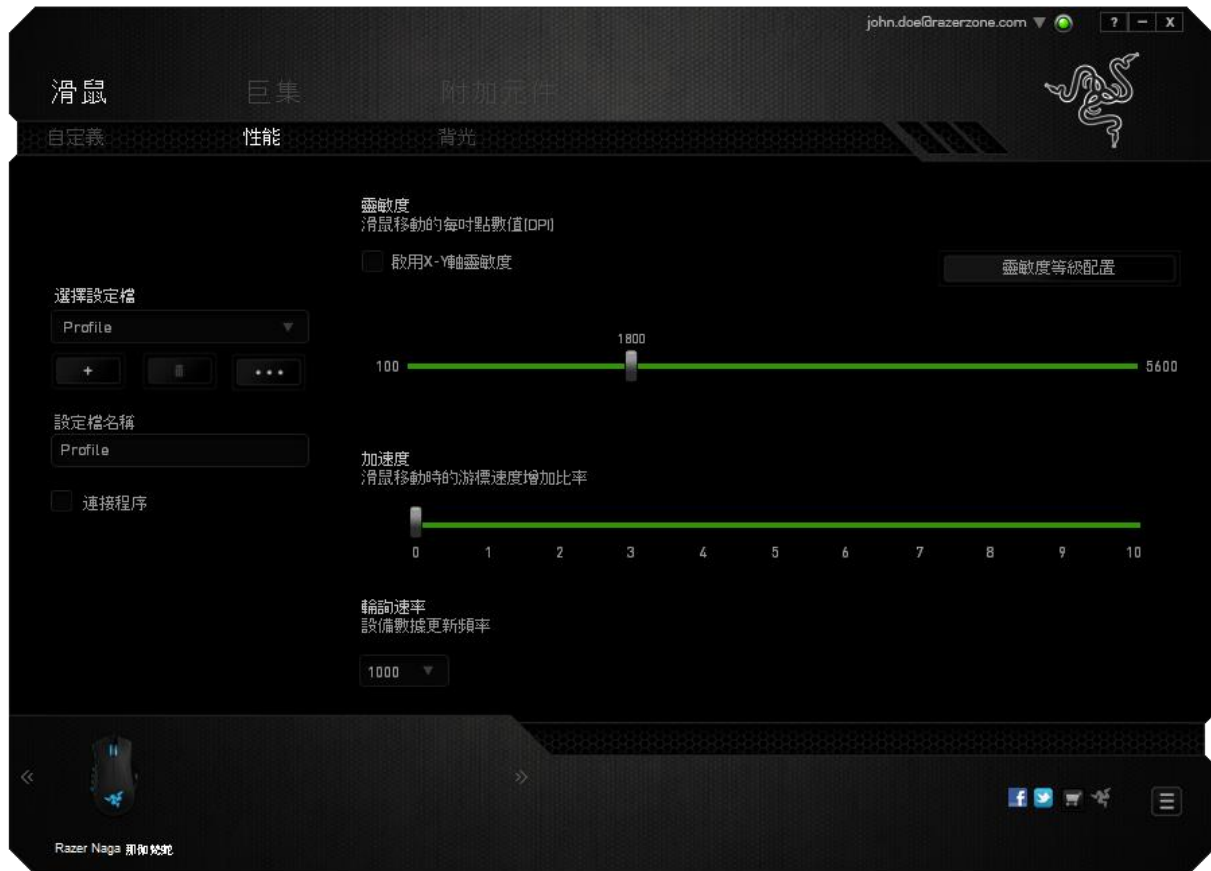 john.doe@razerzone.com
? − X
滑鼠 巨集 附加元件
自定義 性能 背光
靈敏度
滑鼠移動的每吋點數值(DPI)
啟用X-Y軸靈敏度
靈敏度等級配置
選擇設定檔
Profile
+ •••
1800
100 5600
設定檔名稱
Profile
連接程序
加速度
滑鼠移動時的游標速度增加比率
0 1 2 3 4 5 6 7 8 9 10
輪詢速率
設備數據更新頻率
1000
Razer Naga 那伽梵蛇